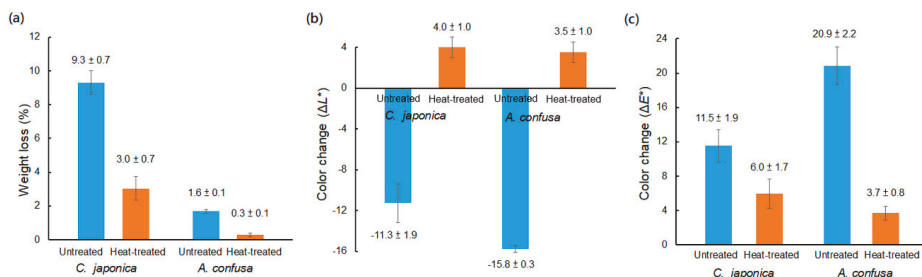 (a)
Weight loss (%)
12
10
8
6
4
2
0
9.3 ± 0.7
3.0 ± 0.7
1.6 ± 0.1
0.3 ± 0.1
Untreated Heat-treated Untreated Heat-treated
C. japonica A. confusa
(b)
Color change (ΔL*)
4
0
-4
-8
-12
-16
4.0 ± 1.0
3.5 ± 1.0
Untreated Heat-treated Untreated Heat-treated
C. japonica A. confusa
-11.3 ± 1.9
-15.8 ± 0.3
(c)
Color change (ΔE*)
24
20
16
12
8
4
0
11.5 ± 1.9
6.0 ± 1.7
20.9 ± 2.2
3.7 ± 0.8
Untreated Heat-treated Untreated Heat-treated
C. japonica A. confusa